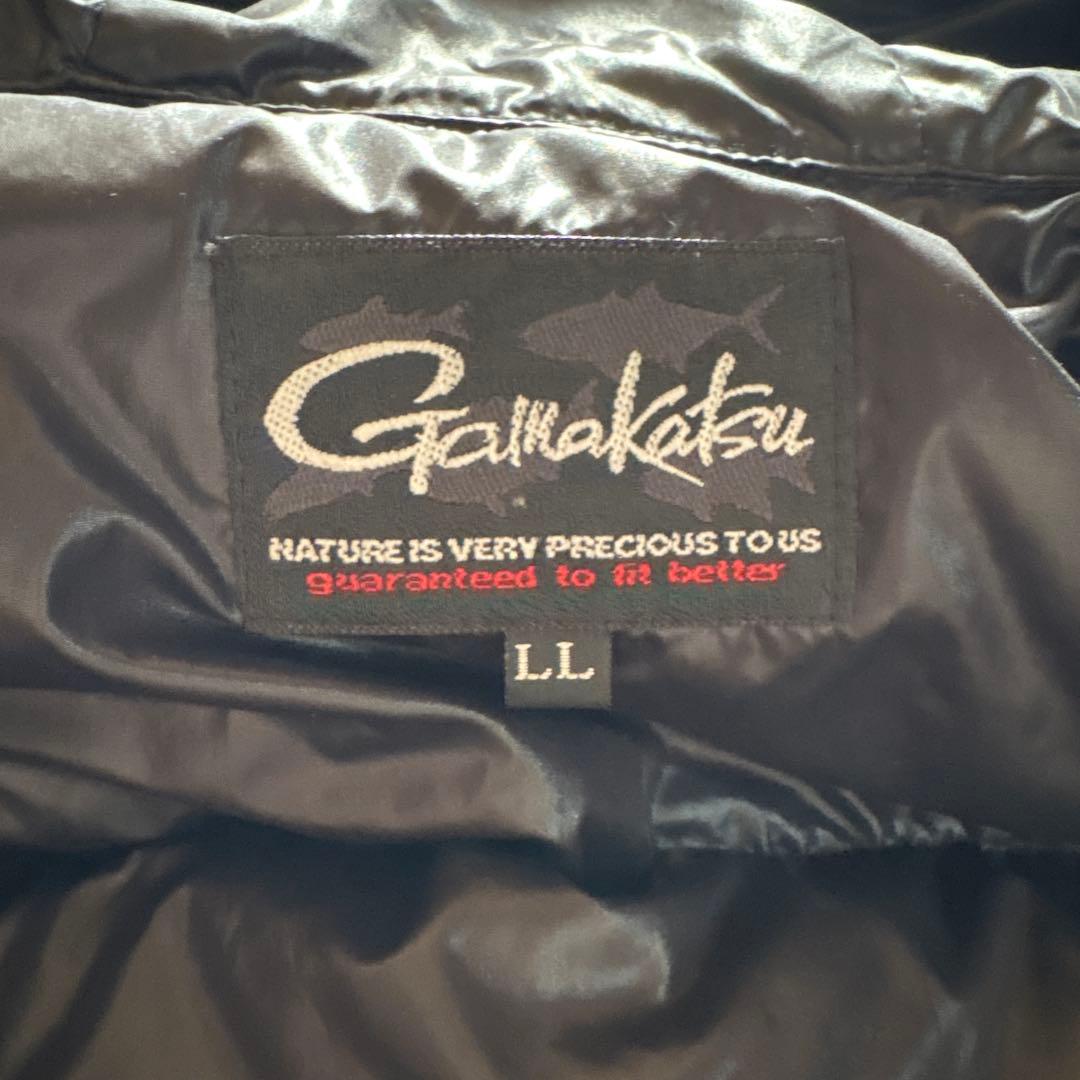 Gamakatsu
NATURE IS VERY PRECIOUS TO US
guaranteed to fit better
LL